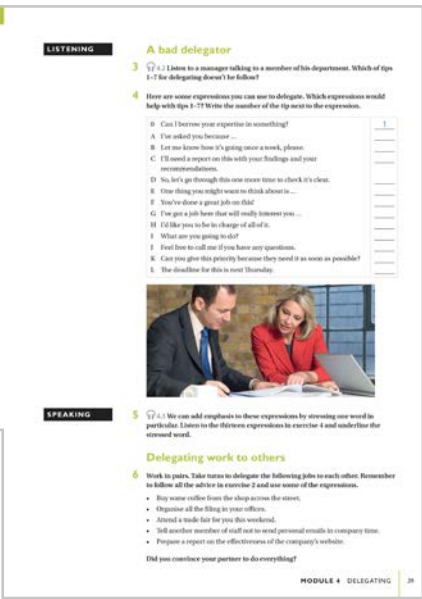 LISTENING
A bad delegator
3 4.2 Listen to a manager talking to a member of his department. Which of tips
1–7 for delegating doesn't he follow?
4 Here are some expressions you can use to delegate. Which expressions would
help with tips 1–7? Write the number of the tip next to the expression.
0 Can I borrow your expertise in something? 1
A I've asked you because ...
B Let me know how it's going once a week, please.
C I'll need a report on this with your findings and your
recommendations.
D So, let's go through this one more time to check it's clear.
E One thing you might want to think about is ...
F You've done a great job on this!
G I've got a job here that will really interest you ...
H I'd like you to be in charge of all of it.
I What are you going to do?
J Feel free to call me if you have any questions.
K Can you give this priority because they need it as soon as possible?
L The deadline for this is next Thursday.
SPEAKING
5 4.3 We can add emphasis to these expressions by stressing one word in
particular. Listen to the thirteen expressions in exercise 4 and underline the
stressed word.
Delegating work to others
6 Work in pairs. Take turns to delegate the following jobs to each other. Remember
to follow all the advice in exercise 2 and use some of the expressions.
• Buy some coffee from the shop across the street.
• Organise all the filing in your offices.
• Attend a trade fair for you this weekend.
• Tell another member of staff not to send personal emails in company time.
• Prepare a report on the effectiveness of the company's website.
Did you convince your partner to do everything?
MODULE 4 DELEGATING